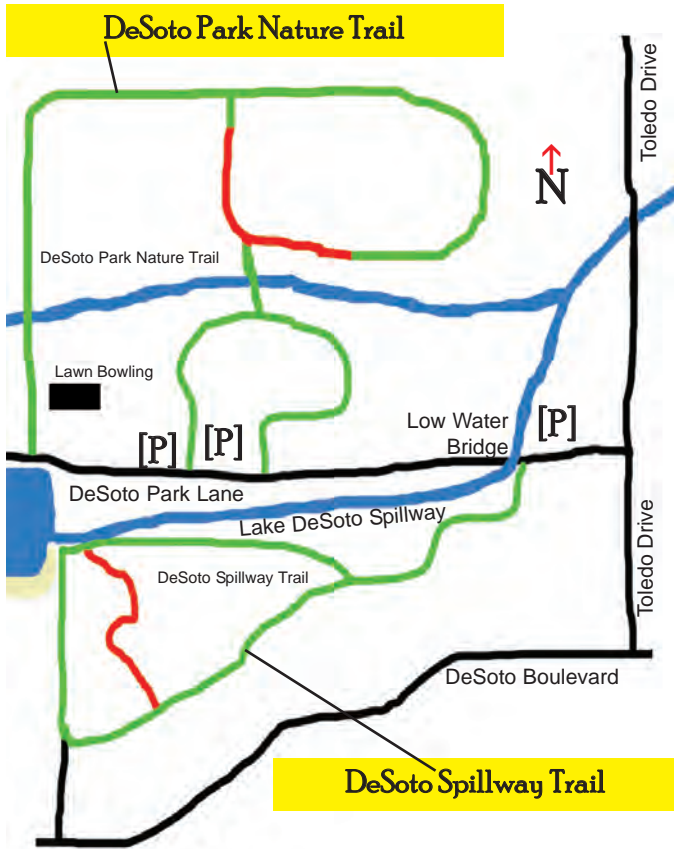 DeSoto Park Nature Trail
Toledo Drive
N
DeSoto Park Nature Trail
Lawn Bowling
[P]
[P]
Low Water
Bridge
[P]
DeSoto Park Lane
Lake DeSoto Spillway
DeSoto Spillway Trail
Toledo Drive
DeSoto Boulevard
DeSoto Spillway Trail